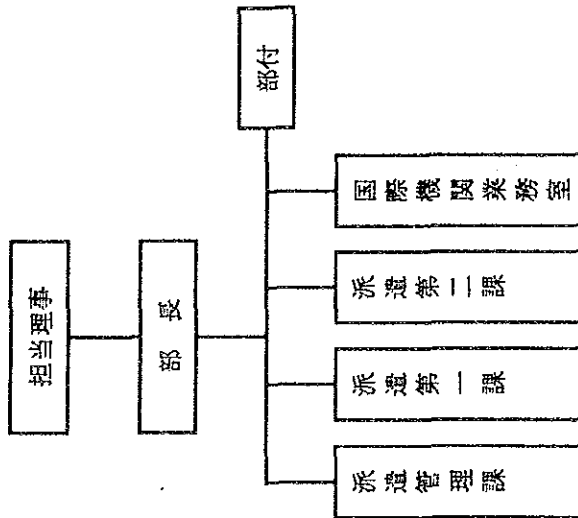 担当理事
部長
部付
派遣管理課
派遣第一課
派遣第二課
国際機関業務室